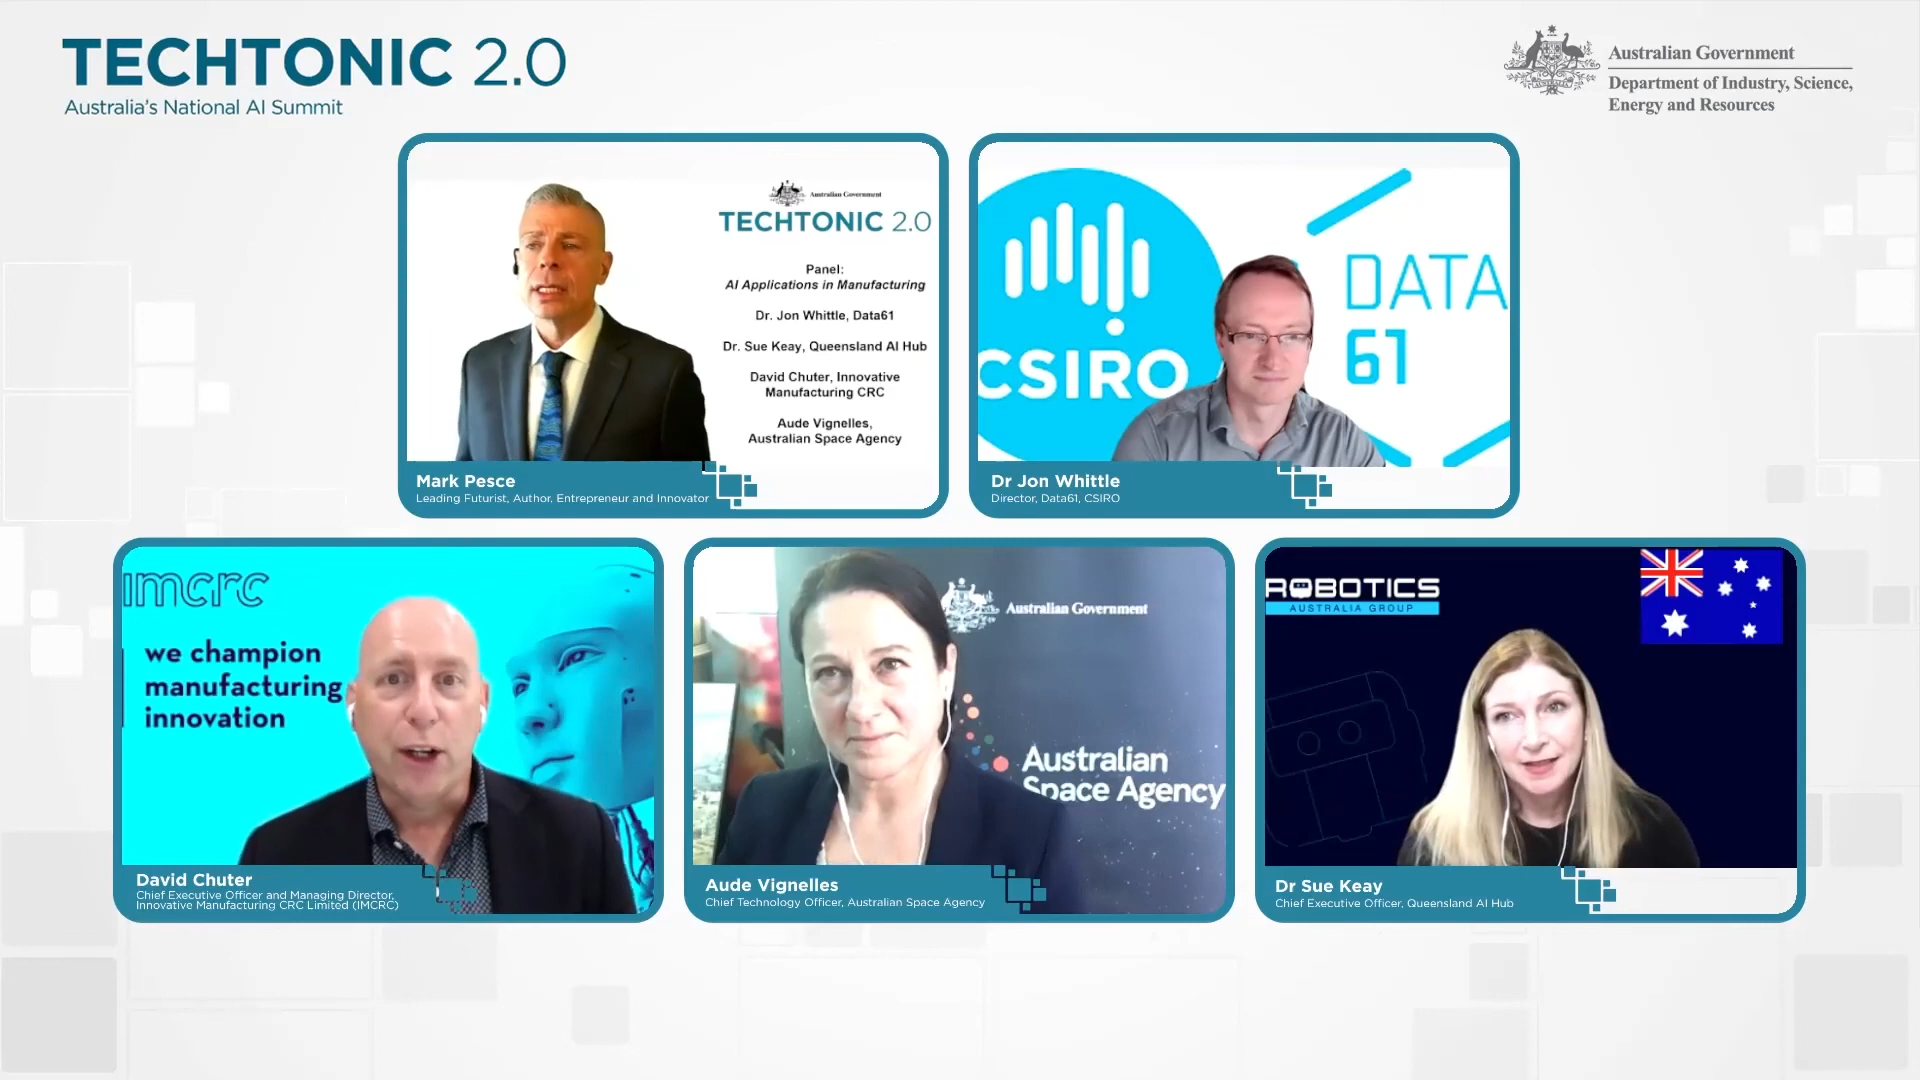 TECHTONIC 2.0
Australia's National AI Summit
Australian Government
Department of Industry, Science,
Energy and Resources
Australian Government
TECHTONIC 2.0
Panel:
AI Applications in Manufacturing
Dr. Jon Whittle, Data61
Dr. Sue Keay, Queensland AI Hub
David Chuter, Innovative
Manufacturing CRC
Aude Vignelles,
Australian Space Agency
Mark Pesce
Leading Futurist, Author, Entrepreneur and Innovator
CSIRO
DATA
61
Dr Jon Whittle
Director, Data61, CSIRO
imcrc
we champion
manufacturing
innovation
David Chuter
Chief Executive Officer and Managing Director,
Innovative Manufacturing CRC Limited (IMCRC)
Australian Government
Australian
Space Agency
Aude Vignelles
Chief Technology Officer, Australian Space Agency
ROBOTICS
AUSTRALIA GROUP
Dr Sue Keay
Chief Executive Officer, Queensland AI Hub